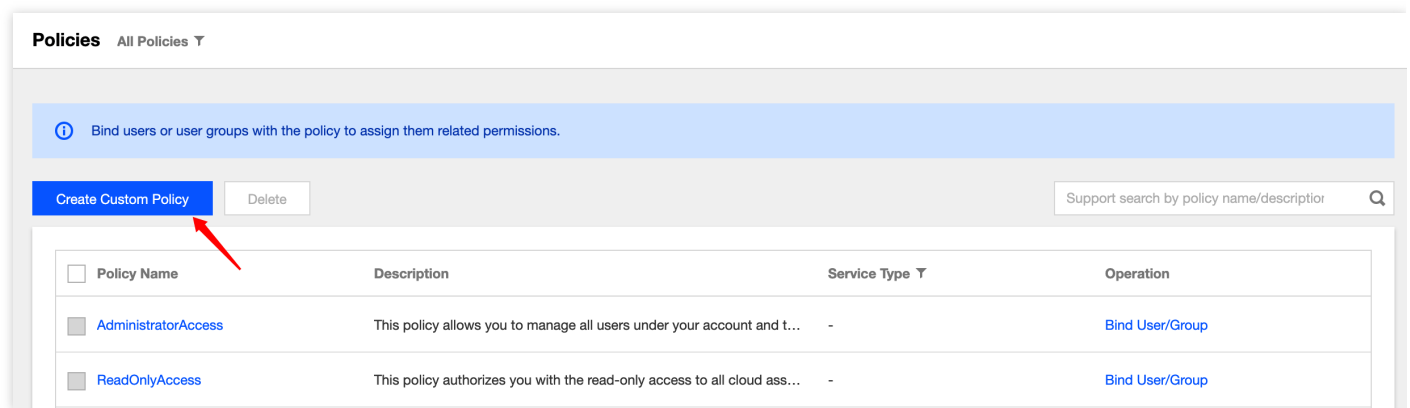 Policies All Policies
Bind users or user groups with the policy to assign them related permissions.
Create Custom Policy Delete Support search by policy name/description
Policy Name Description Service Type Operation
AdministratorAccess This policy allows you to manage all users under your account and t... - Bind User/Group
ReadOnlyAccess This policy authorizes you with the read-only access to all cloud ass... - Bind User/Group